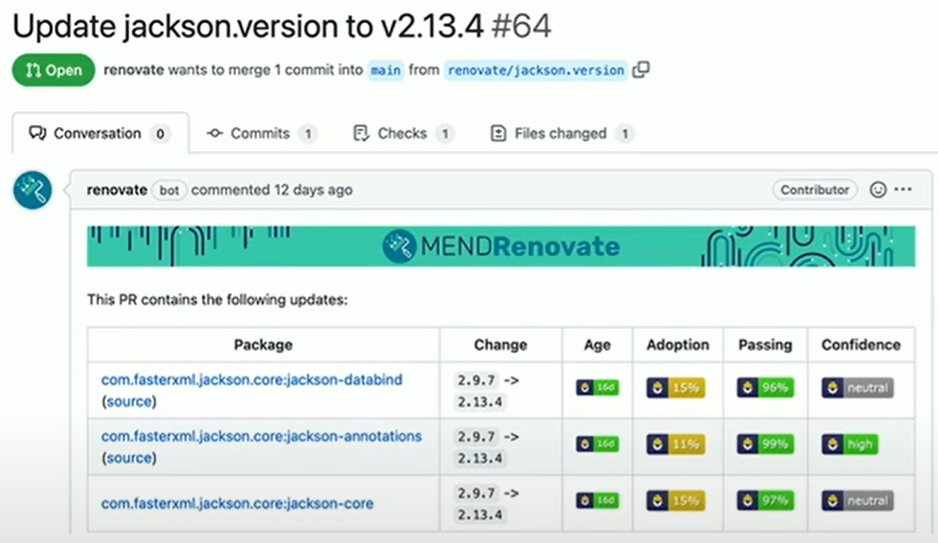 Update jackson.version to v2.13.4 #64
Open renovate wants to merge 1 commit into main from renovate/jackson.version
Conversation 0 Commits 1 Checks 1 Files changed 1
renovate bot commented 12 days ago Contributor
MENDRenovate
This PR contains the following updates:
Package Change Age Adoption Passing Confidence
com.fasterxml.jackson.core:jackson-databind 2.9.7 -> 16d 15% 96% neutral
(source) 2.13.4
com.fasterxml.jackson.core:jackson-annotations 2.9.7 -> 16d 11% 99% high
(source) 2.13.4
com.fasterxml.jackson.core:jackson-core 2.9.7 -> 16d 15% 97% neutral
2.13.4